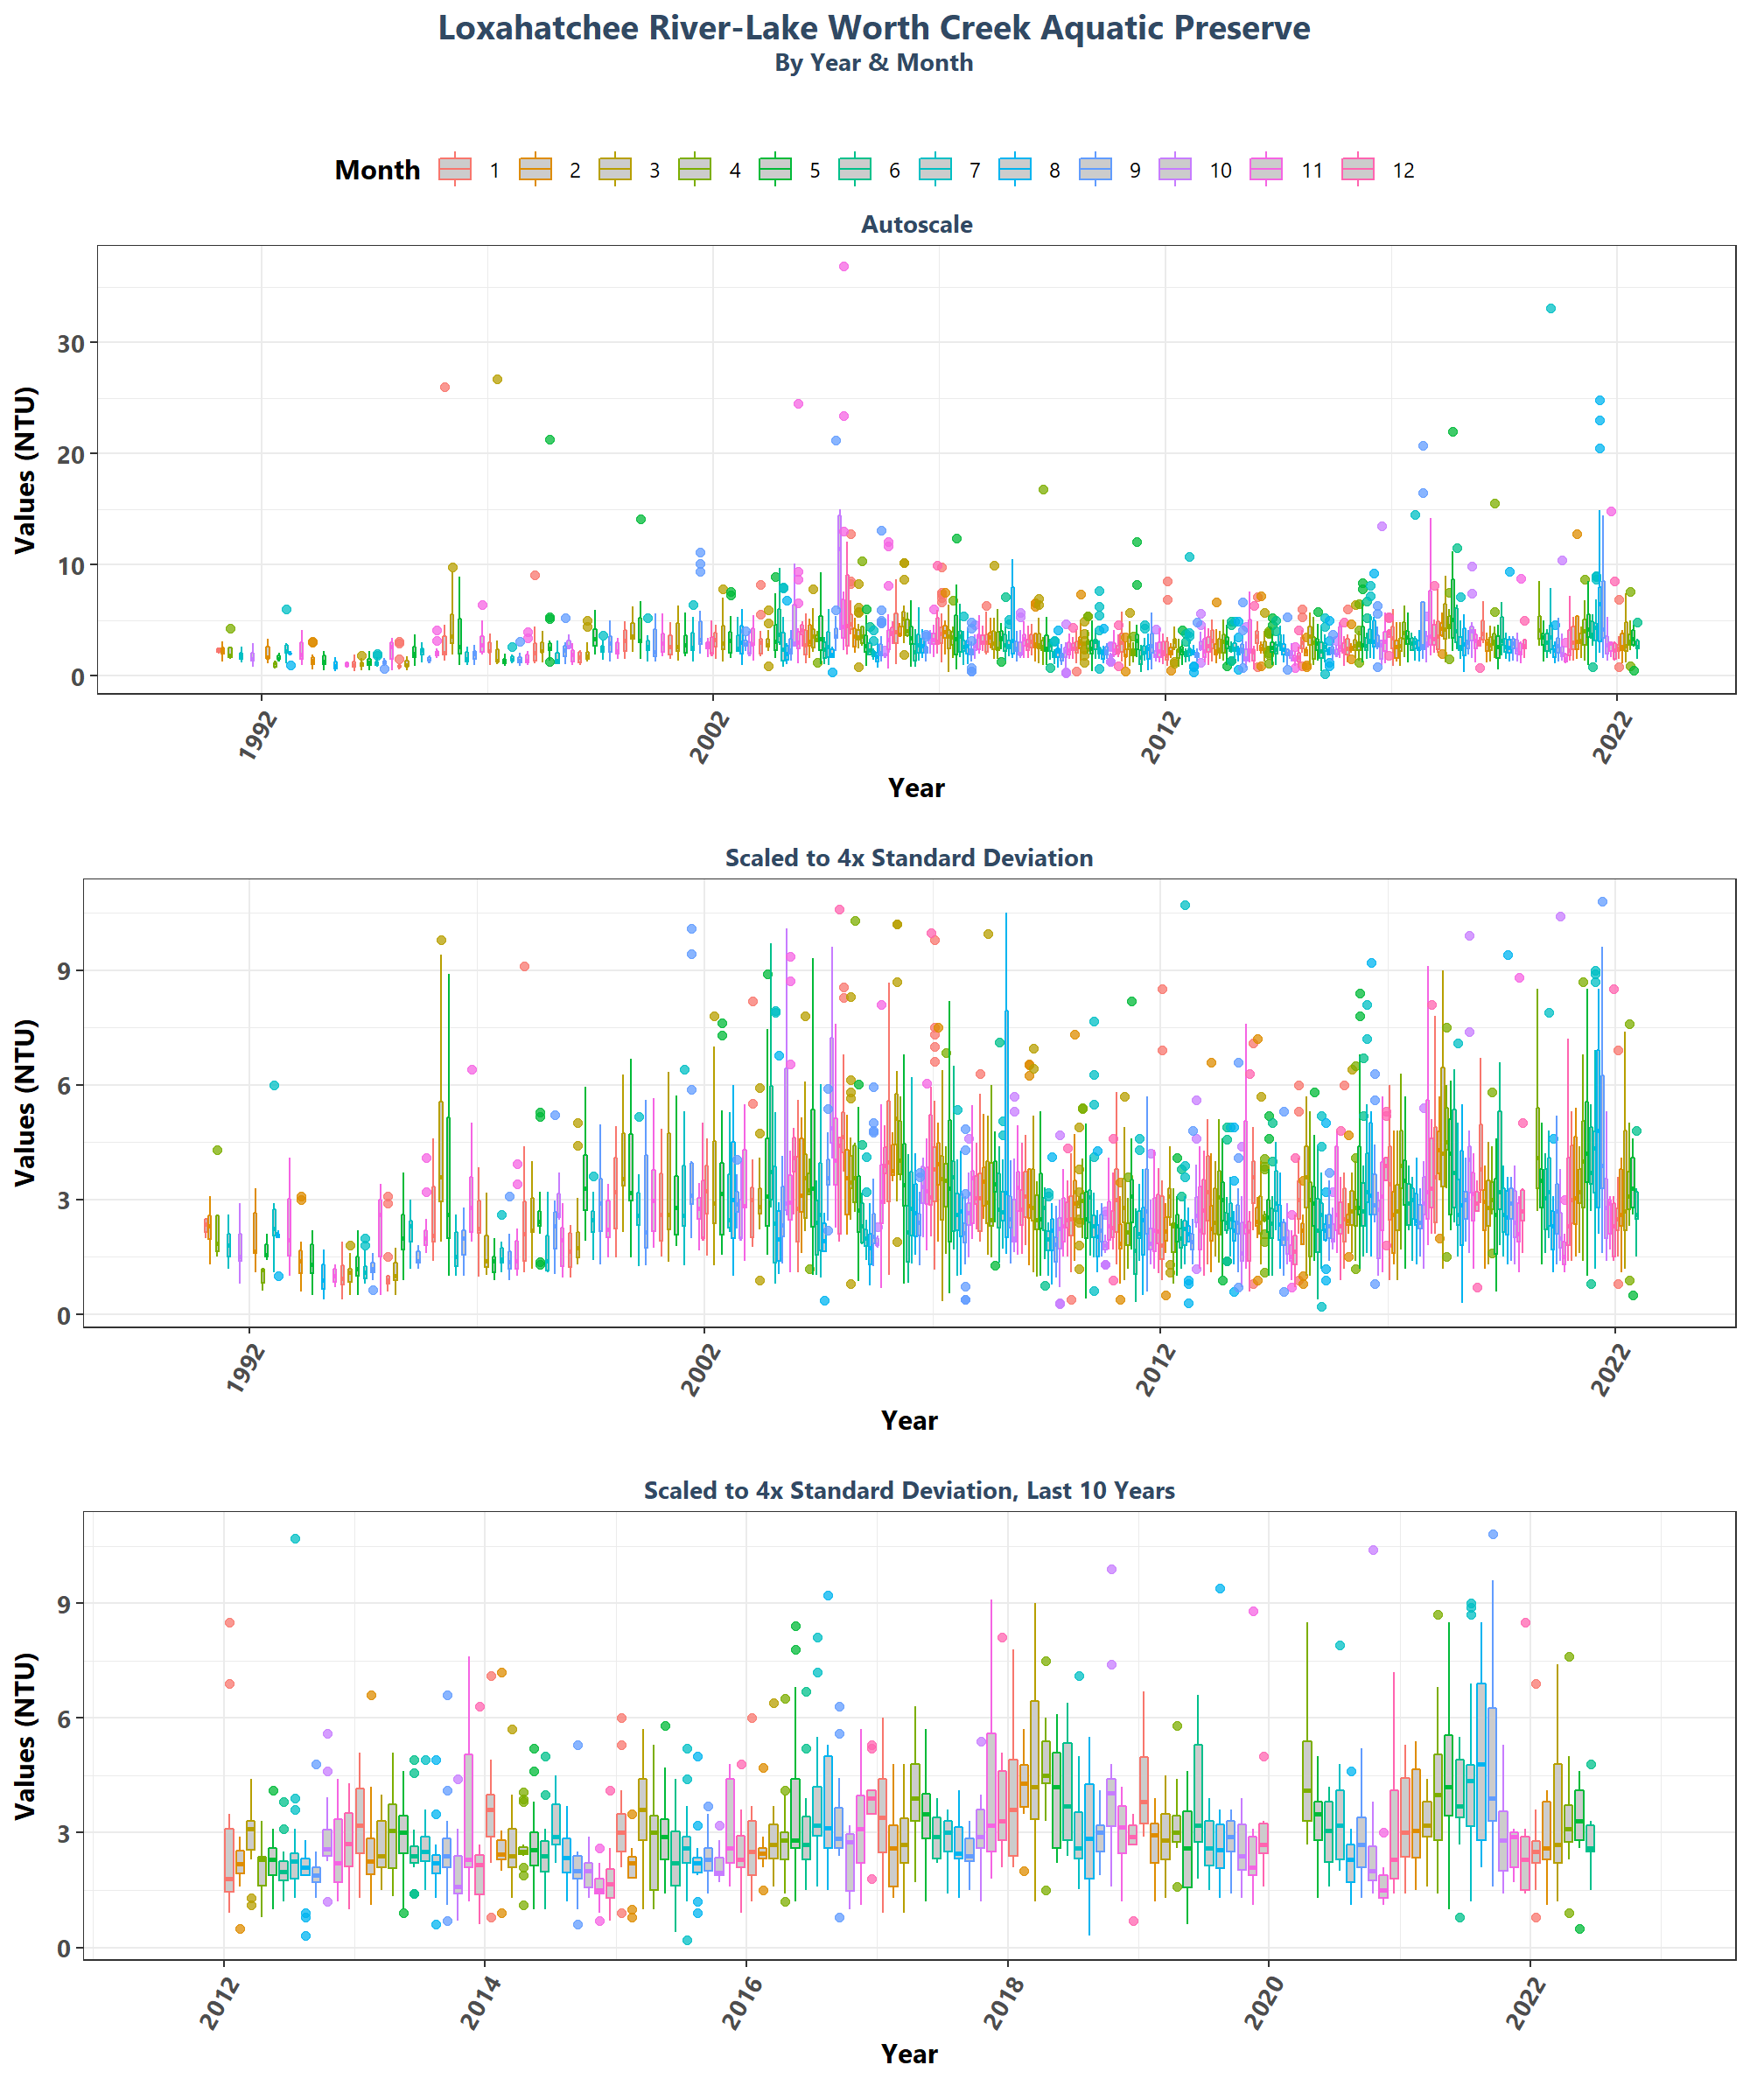 Loxahatchee River-Lake Worth Creek Aquatic Preserve
By Year & Month
Month 1 2 3 4 5 6 7 8 9 10 11 12
Autoscale
Values (NTU)
30
20
10
0
1992 2002 2012 2022
Year
Scaled to 4x Standard Deviation
Values (NTU)
9
6
3
0
1992 2002 2012 2022
Year
Scaled to 4x Standard Deviation, Last 10 Years
Values (NTU)
9
6
3
0
2012 2014 2016 2018 2020 2022
Year